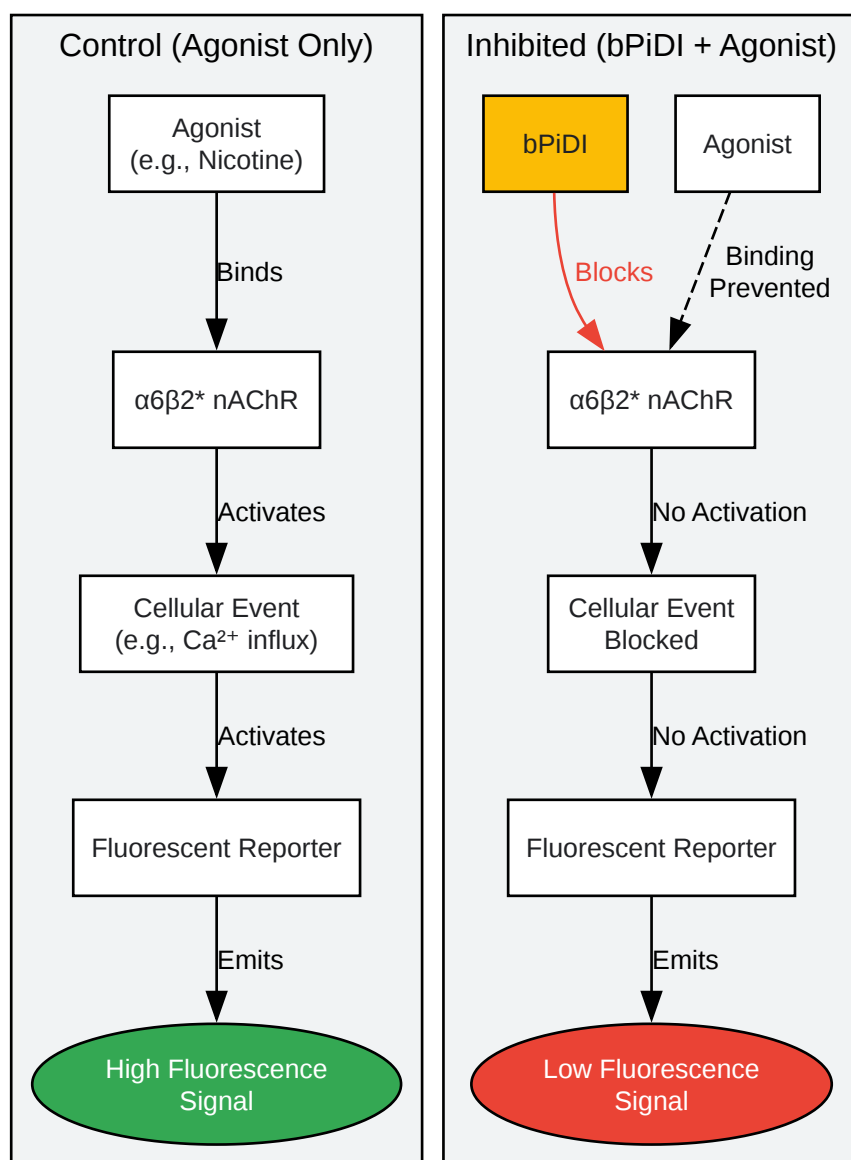 Control (Agonist Only)
Agonist
(e.g., Nicotine)
Binds
α6β2* nAChR
Activates
Cellular Event
(e.g., Ca²⁺ influx)
Activates
Fluorescent Reporter
Emits
High Fluorescence
Signal
Inhibited (bPiDI + Agonist)
bPiDI
Agonist
Blocks
Binding
Prevented
α6β2* nAChR
No Activation
Cellular Event
Blocked
No Activation
Fluorescent Reporter
Emits
Low Fluorescence
Signal